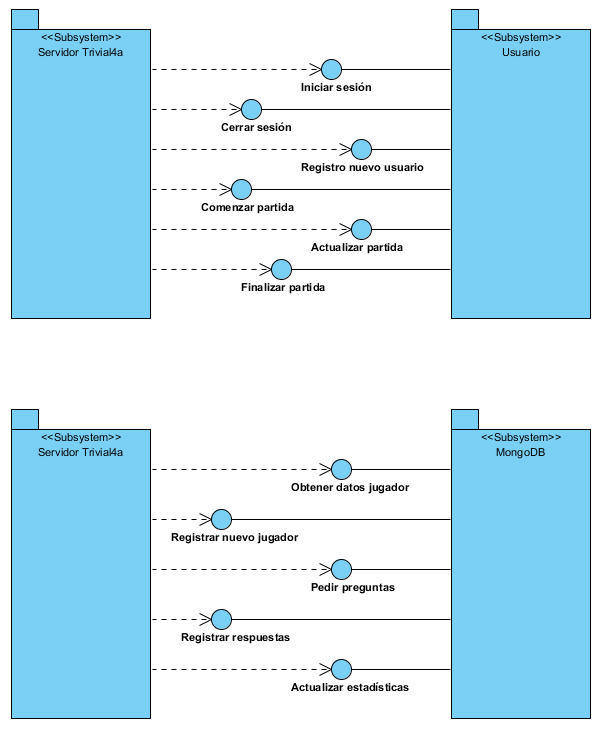 <<Subsystem>>
Servidor Trivial4a
<<Subsystem>>
Usuario
Iniciar sesión
Cerrar sesión
Registro nuevo usuario
Comenzar partida
Actualizar partida
Finalizar partida
<<Subsystem>>
Servidor Trivial4a
<<Subsystem>>
MongoDB
Obtener datos jugador
Registrar nuevo jugador
Pedir preguntas
Registrar respuestas
Actualizar estadísticas